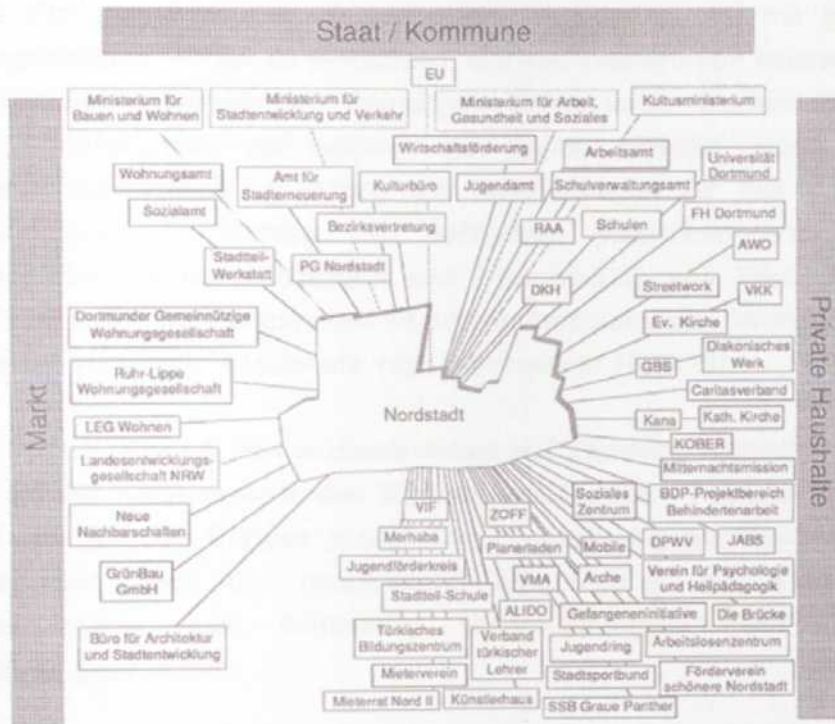 Staat / Kommune
EU
Ministerium für
Bauen und Wohnen
Ministerium für
Stadtentwicklung und Verkehr
Ministerium für Arbeit,
Gesundheit und Soziales
Kultusministerium
Wirtschaftsförderung
Arbeitsamt
Universität
Dortmund
Wohnungsamt
Amt für
Stadterneuerung
Kulturbüro
Jugendamt
Schulverwaltungsamt
Sozialamt
Bezirksvertretung
RAA
Schulen
FH Dortmund
AWO
Stadtteil-
Werkstatt
PG Nordstadt
DKH
Streetwork
VKK
Dortmunder Gemeinnützige
Wohnungsgesellschaft
Ev. Kirche
Diakonisches
Werk
GBS
Ruhr-Lippe
Wohnungsgesellschaft
Caritasverband
Markt
Nordstadt
Private Haushalte
LEG Wohnen
Kana
Kath. Kirche
KOBER
Landesentwicklungs-
gesellschaft NRW
Mitternachtsmission
Soziales
Zentrum
BDP-Projektbereich
Behindertenarbeit
Neue
Nachbarschaften
VIF
ZOFF
Merhaba
Planerladen
Mobile
DPWV
JABS
GrünBau
GmbH
Jugendförderkreis
VMA
Arche
Verein für Psychologie
und Heilpädagogik
Stadtteil-Schule
ALIDO
Gefangeneninitiative
Die Brücke
Büro für Architektur
und Stadtentwicklung
Türkisches
Bildungszentrum
Verband
türkischer
Lehrer
Jugendring
Arbeitslosenzentrum
Mieterverein
Stadtsportbund
Förderverein
schönere Nordstadt
Mieterrat Nord II
Künstlerhaus
SSB Graue Panther